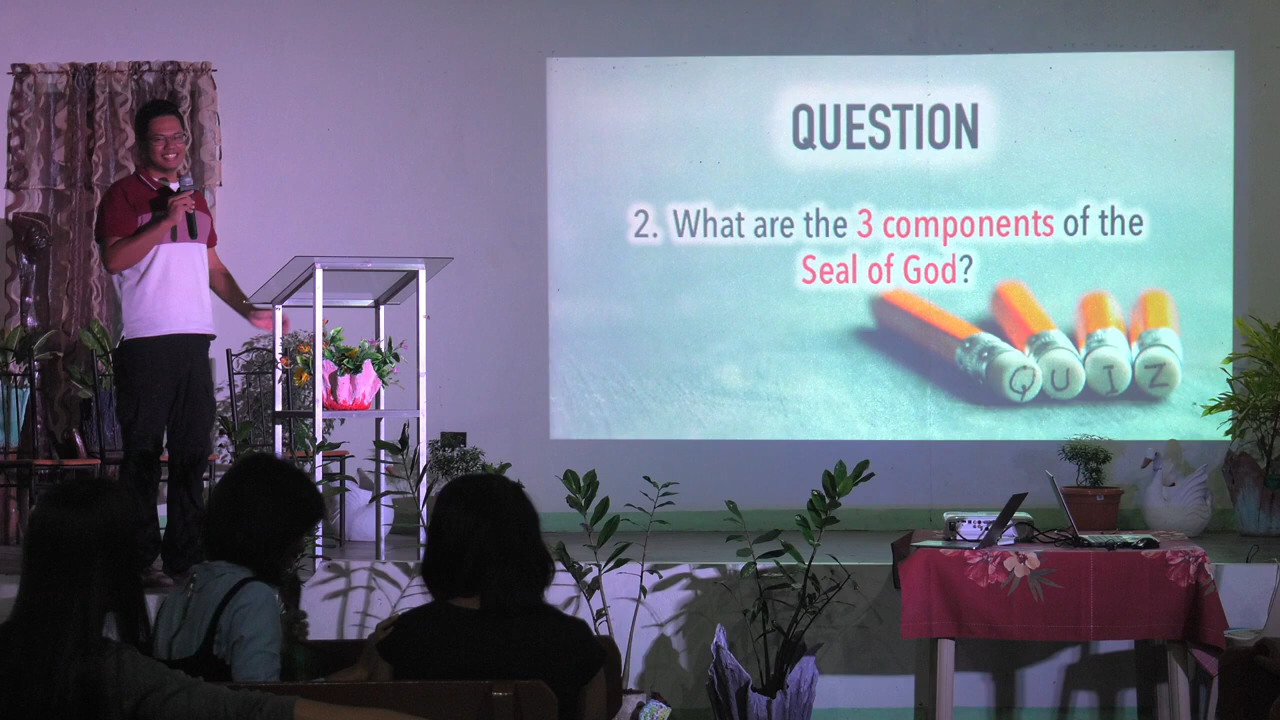 QUESTION
2. What are the 3 components of the
Seal of God?
QUIZ